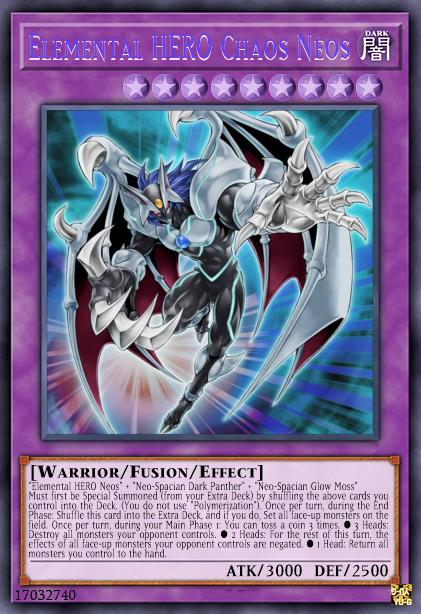 Elemental HERO Chaos Neos
DARK
闇
[Warrior/Fusion/Effect]
"Elemental HERO Neos" + "Neo-Spacian Dark Panther" + "Neo-Spacian Glow Moss"
Must first be Special Summoned (from your Extra Deck) by shuffling the above cards you
control into the Deck. (You do not use "Polymerization"). Once per turn, during the End
Phase: Shuffle this card into the Extra Deck, and if you do, Set all face-up monsters on the
field. Once per turn, during your Main Phase 1: You can toss a coin 3 times. ● 3 Heads:
Destroy all monsters your opponent controls. ● 2 Heads: For the rest of this turn, the
effects of all face-up monsters your opponent controls are negated. ● 1 Head: Return all
monsters you control to the hand.
ATK/3000 DEF/2500
17032740